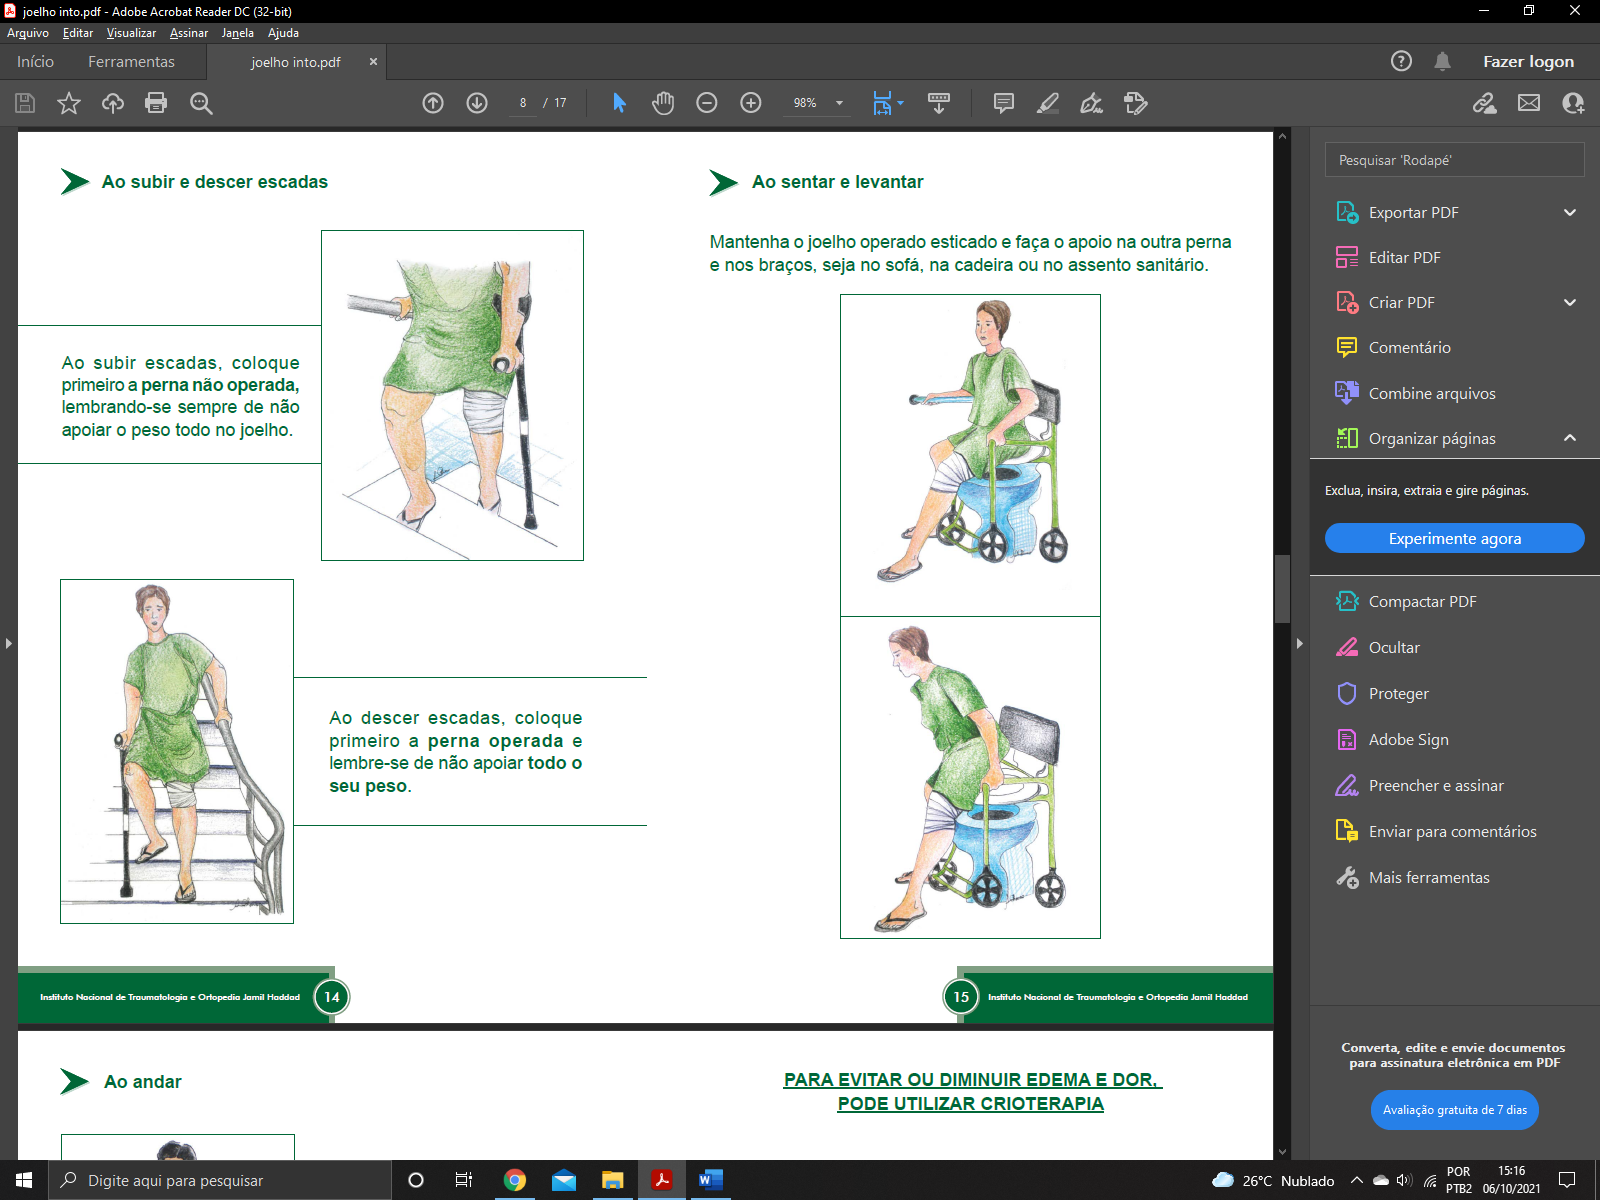 joelho into.pdf - Adobe Acrobat Reader DC (32-bit)
Arquivo Editar Visualizar Assinar Janela Ajuda
Início Ferramentas joelho into.pdf × Fazer logon
8 / 17 98%
Ao subir e descer escadas
Ao subir escadas, coloque
primeiro a perna não operada,
lembrando-se sempre de não
apoiar o peso todo no joelho.
Ao descer escadas, coloque
primeiro a perna operada e
lembre-se de não apoiar todo o
seu peso.
Instituto Nacional de Traumatologia e Ortopedia Jamil Haddad 14
Ao sentar e levantar
Mantenha o joelho operado esticado e faça o apoio na outra perna
e nos braços, seja no sofá, na cadeira ou no assento sanitário.
15 Instituto Nacional de Traumatologia e Ortopedia Jamil Haddad
Ao andar
PARA EVITAR OU DIMINUIR EDEMA E DOR,
PODE UTILIZAR CRIOTERAPIA
Pesquisar 'Rodapé'
Exportar PDF
Editar PDF
Criar PDF
Comentário
Combine arquivos
Organizar páginas
Exclua, insira, extraia e gire páginas.
Experimente agora
Compactar PDF
Ocultar
Proteger
Adobe Sign
Preencher e assinar
Enviar para comentários
Mais ferramentas
Converta, edite e envie documentos
para assinatura eletrônica em PDF
Avaliação gratuita de 7 dias
Digite aqui para pesquisar
26°C Nublado
POR
PTB2
15:16
06/10/2021